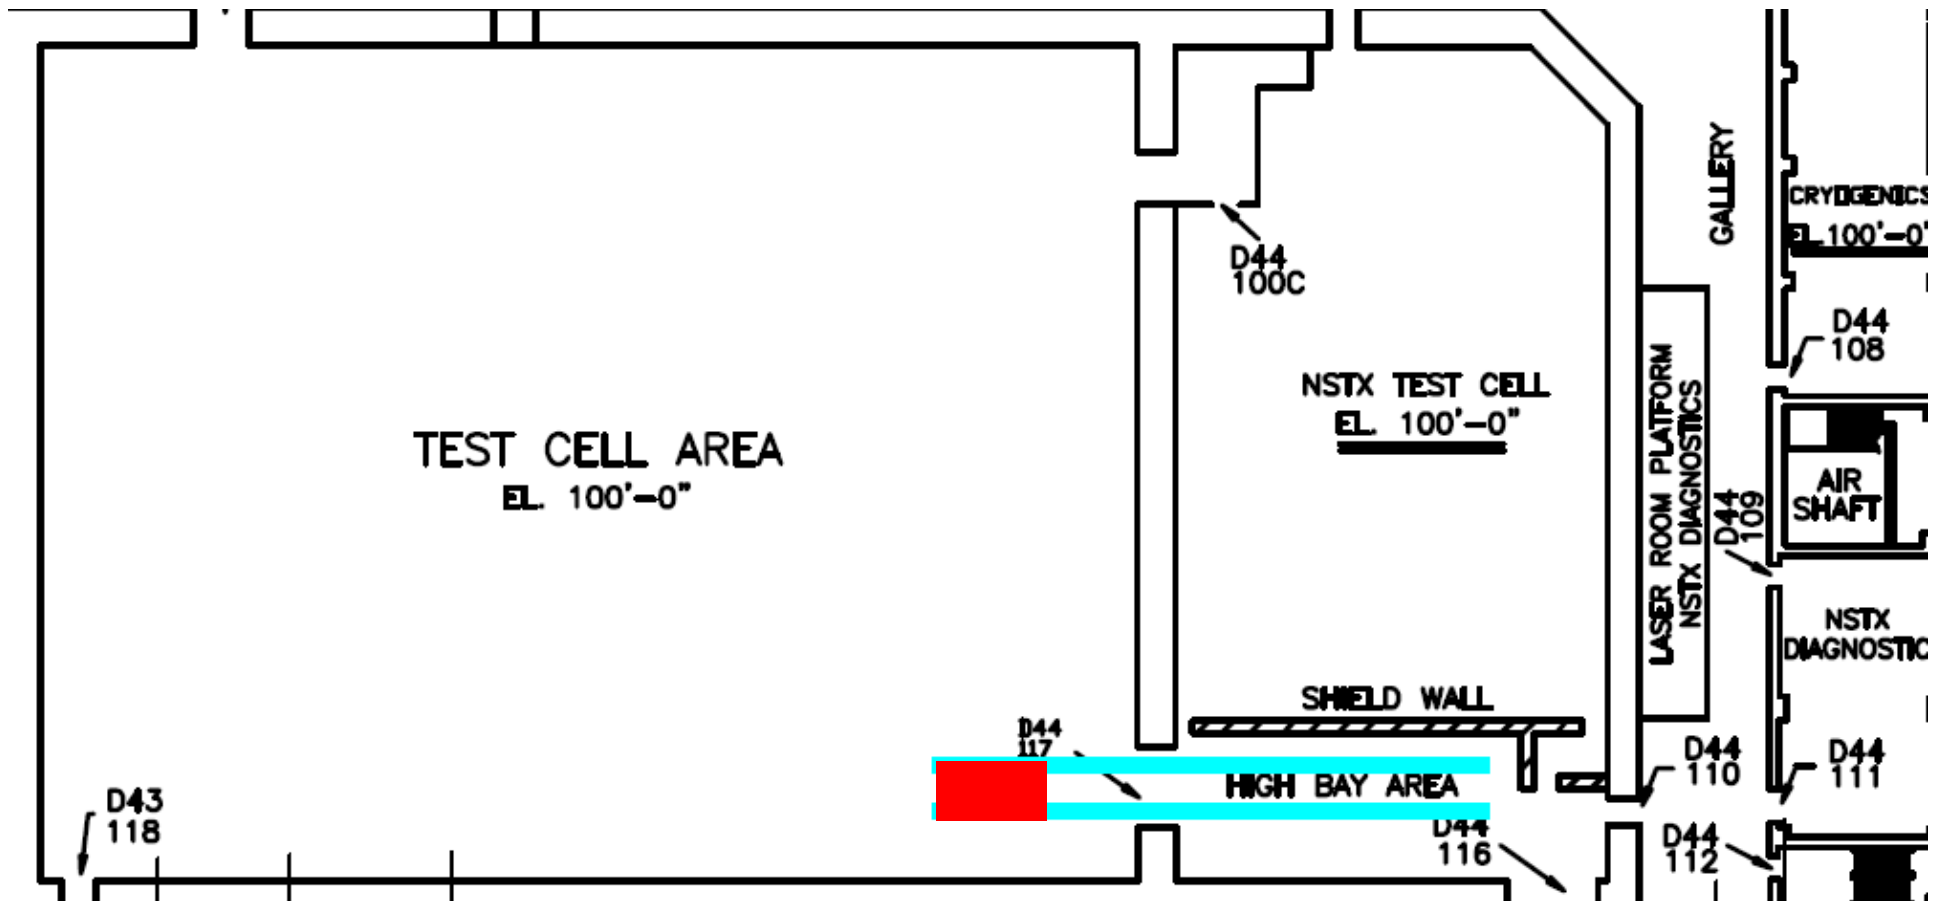 GALLERY
CRYOGENICS
EL 100'-0"
D44
100C
D44
108
NSTX TEST CELL
EL. 100'-0"
LASER ROOM PLATFORM
NSTX DIAGNOSTICS
TEST CELL AREA
EL. 100'-0"
AIR
SHAFT
D44
109
NSTX
DIAGNOSTIC
SHIELD WALL
D44
117
D44
110
D44
111
HIGH BAY AREA
D43
118
D44
116
D44
112